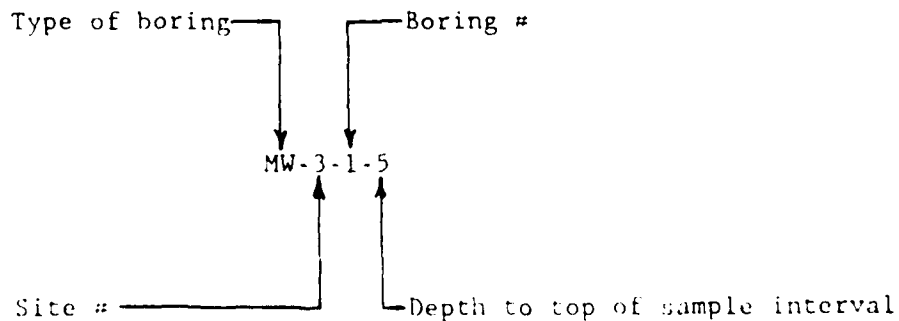 Type of boring
Boring #
MW-3-1-5
Site #
Depth to top of sample interval